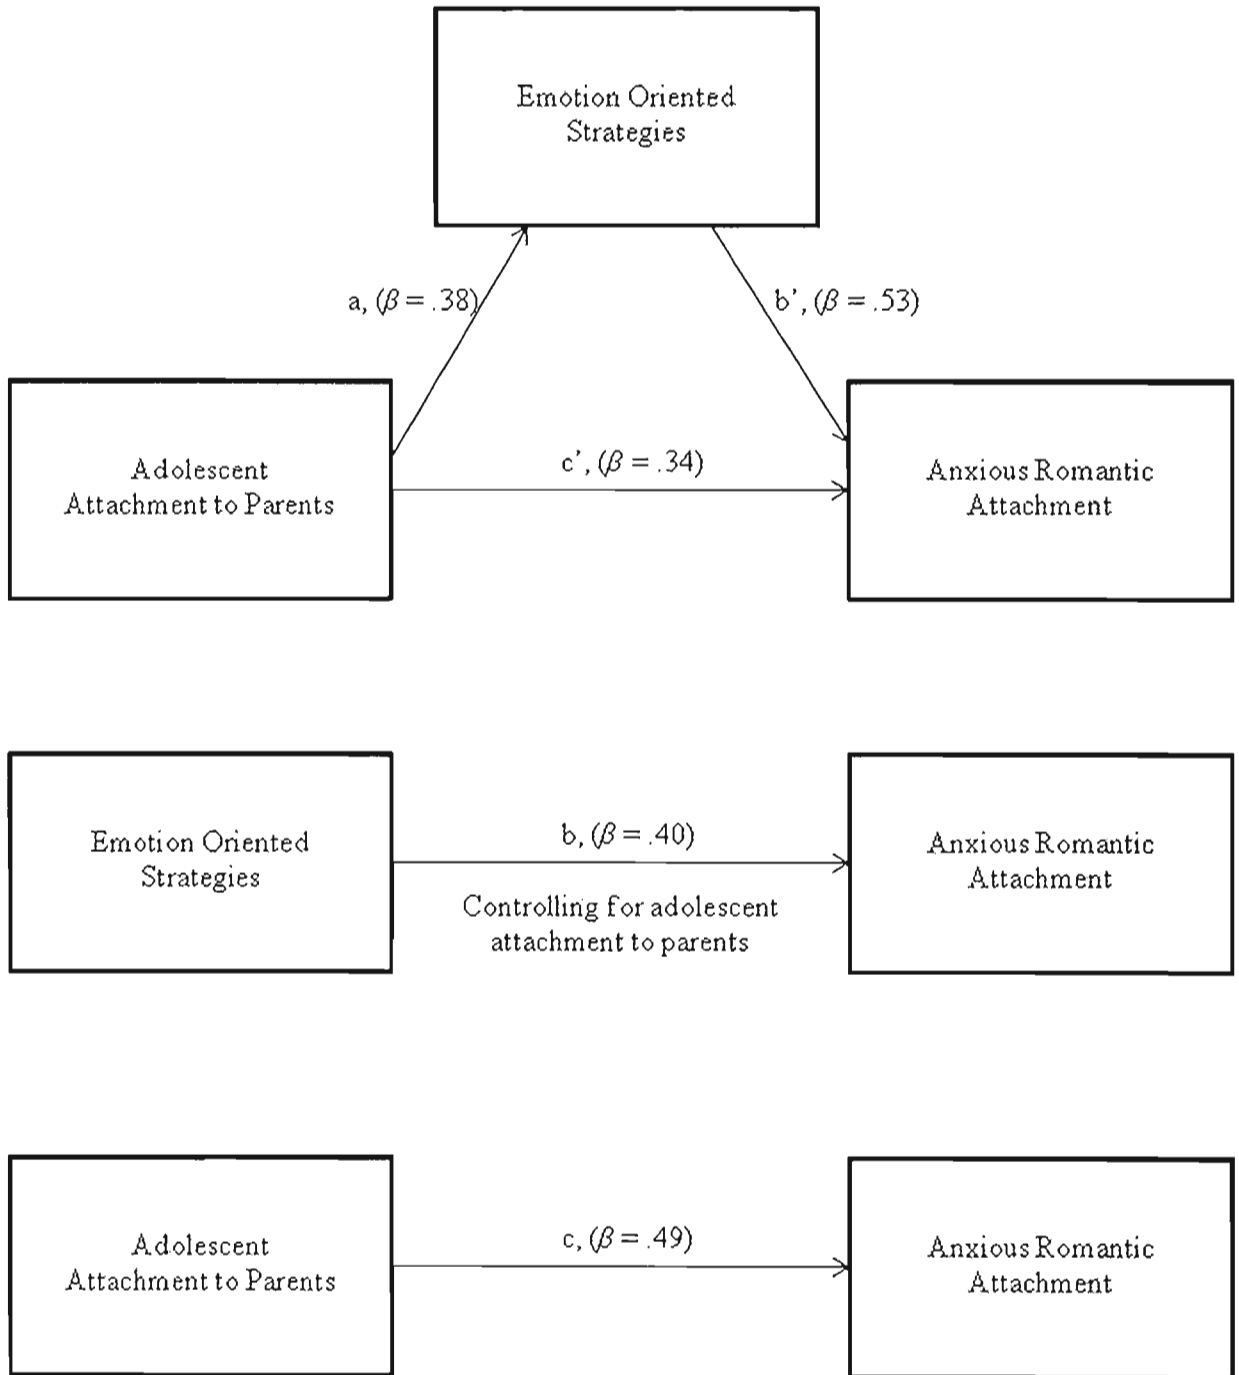 Emotion Oriented
Strategies
a, (β = .38)
b’, (β = .53)
Adolescent
Attachment to Parents
c’, (β = .34)
Anxious Romantic
Attachment
Emotion Oriented
Strategies
b, (β = .40)
Controlling for adolescent
attachment to parents
Anxious Romantic
Attachment
Adolescent
Attachment to Parents
c, (β = .49)
Anxious Romantic
Attachment